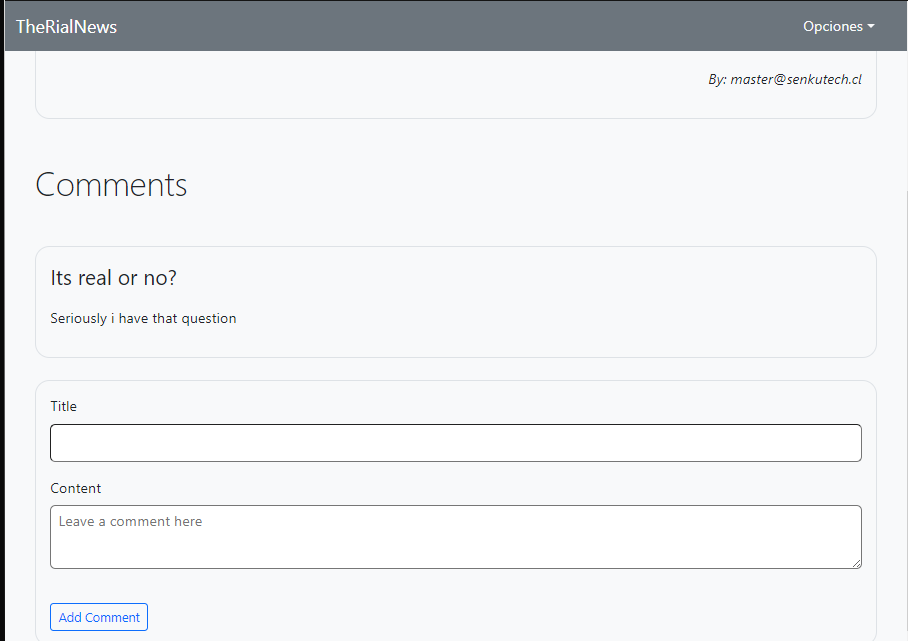 TheRialNews
Opciones
By: master@senkutech.cl
Comments
Its real or no?
Seriously i have that question
Title
Content
Leave a comment here
Add Comment